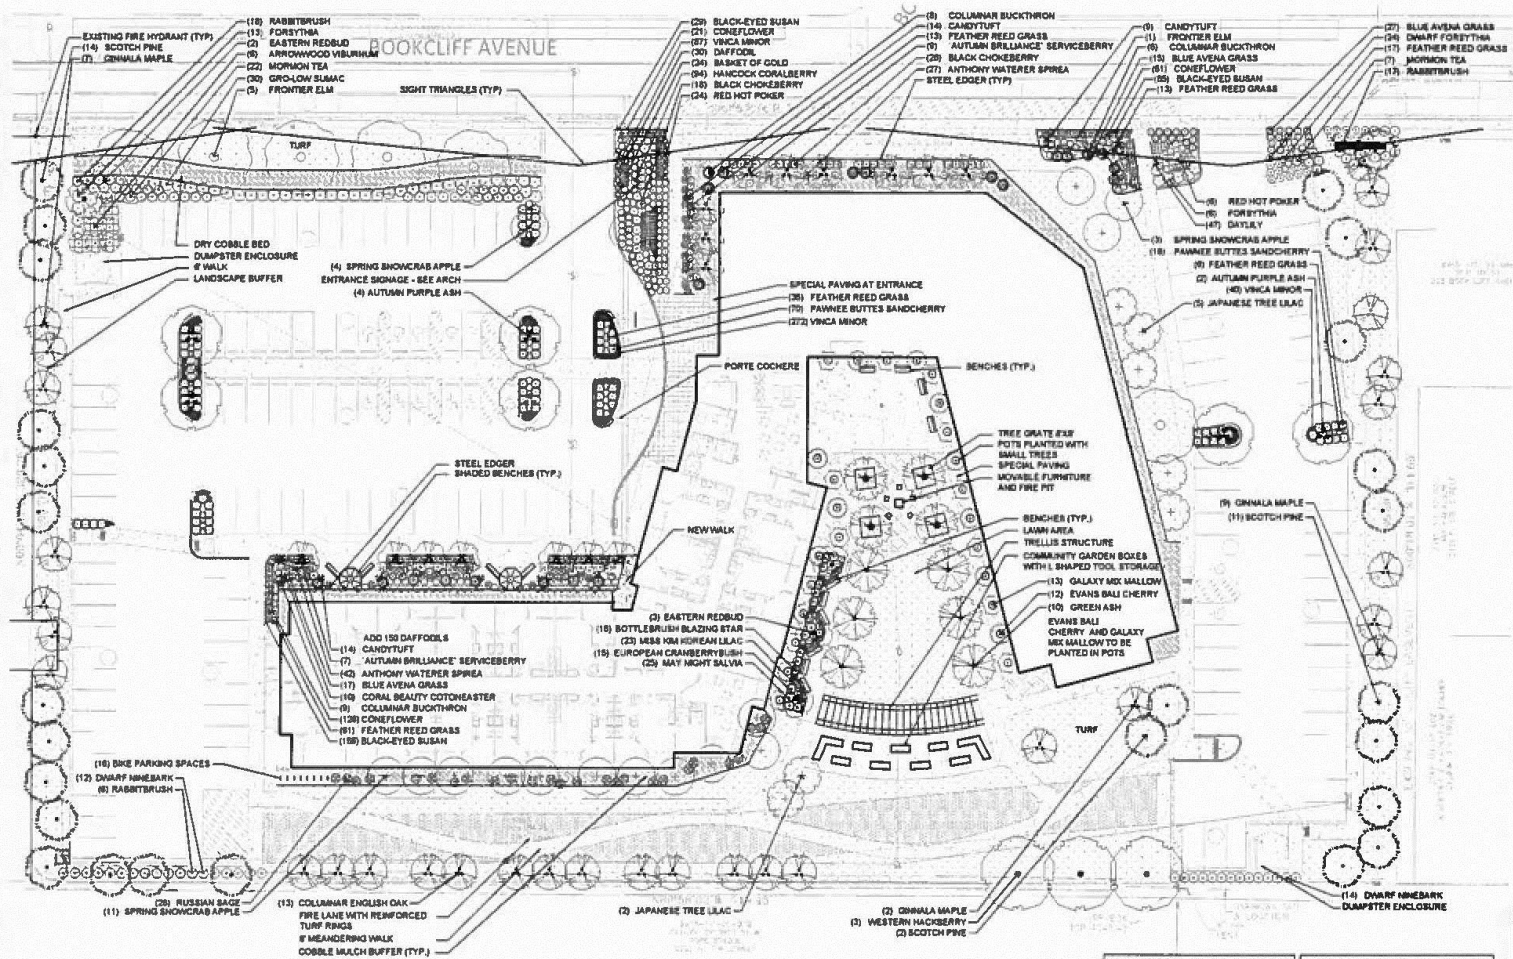 BOOKCLIFF AVENUE
EXISTING FIRE HYDRANT (TYP)
(14) SCOTCH PINE
(7) GINNALA MAPLE
(18) RABBITBRUSH
(13) FORSYTHIA
(2) EASTERN REDBUD
(6) ARROWWOOD VIBURNUM
(22) MORMON TEA
(30) GRO-LOW SUMAC
(5) FRONTIER ELM
SIGHT TRIANGLES (TYP)
TURF
(29) BLACK-EYED SUSAN
(21) CONEFLOWER
(87) VINCA MINOR
(30) DAFFODIL
(34) BASKET OF GOLD
(94) HANCOCK CORALBERRY
(18) BLACK CHOKEBERRY
(24) RED HOT POKER
(8) COLUMNAR BUCKTHRON
(14) CANDYTUFT
(13) FEATHER REED GRASS
(9) 'AUTUMN BRILLIANCE' SERVICEBERRY
(28) BLACK CHOKEBERRY
(27) ANTHONY WATERER SPIREA
STEEL EDGER (TYP)
(9) CANDYTUFT
(1) FRONTIER ELM
(6) COLUMNAR BUCKTHRON
(13) BLUE AVENA GRASS
(61) CONEFLOWER
(85) BLACK-EYED SUSAN
(13) FEATHER REED GRASS
(27) BLUE AVENA GRASS
(34) DWARF FORSYTHIA
(17) FEATHER REED GRASS
(7) MORMON TEA
(17) RABBITBRUSH
(6) RED HOT POKER
(6) FORSYTHIA
(47) DAYLILY
(3) SPRING SNOWCRAB APPLE
(18) PAWNEE BUTTES SANDCHERRY
(6) FEATHER REED GRASS
(2) AUTUMN PURPLE ASH
(40) VINCA MINOR
(5) JAPANESE TREE LILAC
DRY COBBLE BED
DUMPSTER ENCLOSURE
6' WALK
LANDSCAPE BUFFER
(4) SPRING SNOWCRAB APPLE
ENTRANCE SIGNAGE - SEE ARCH
(4) AUTUMN PURPLE ASH
SPECIAL PAVING AT ENTRANCE
(36) FEATHER REED GRASS
(70) PAWNEE BUTTES SANDCHERRY
(272) VINCA MINOR
PORTE COCHERE
BENCHES (TYP.)
TREE GRATE 8'X8'
POTS PLANTED WITH
SMALL TREES
SPECIAL PAVING
MOVABLE FURNITURE
AND FIRE PIT
STEEL EDGER
SHADED BENCHES (TYP.)
NEW WALK
BENCHES (TYP.)
LAWN AREA
TRELLIS STRUCTURE
COMMUNITY GARDEN BOXES
WITH L SHAPED TOOL STORAGE
(13) GALAXY MIX MALLOW
(12) EVANS BALI CHERRY
(10) GREEN ASH
EVANS BALI
CHERRY AND GALAXY
MIX MALLOW TO BE
PLANTED IN POTS
(9) GINNALA MAPLE
(11) SCOTCH PINE
(3) EASTERN REDBUD
(16) BOTTLEBRUSH BLAZING STAR
(23) MISS KIM KOREAN LILAC
(15) EUROPEAN CRANBERRYBUSH
(25) MAY NIGHT SALVIA
ADD 150 DAFFODILS
(14) CANDYTUFT
(7) 'AUTUMN BRILLIANCE' SERVICEBERRY
(42) ANTHONY WATERER SPIREA
(17) BLUE AVENA GRASS
(10) CORAL BEAUTY COTONEASTER
(9) COLUMNAR BUCKTHRON
(128) CONEFLOWER
(61) FEATHER REED GRASS
(188) BLACK-EYED SUSAN
TURF
(16) BIKE PARKING SPACES
(12) DWARF NINEBARK
(6) RABBITBRUSH
(28) RUSSIAN SAGE
(11) SPRING SNOWCRAB APPLE
(13) COLUMNAR ENGLISH OAK
FIRE LANE WITH REINFORCED
TURF RINGS
8' MEANDERING WALK
COBBLE MULCH BUFFER (TYP.)
(2) JAPANESE TREE LILAC
(2) GINNALA MAPLE
(3) WESTERN HACKBERRY
(2) SCOTCH PINE
(14) DWARF NINEBARK
DUMPSTER ENCLOSURE